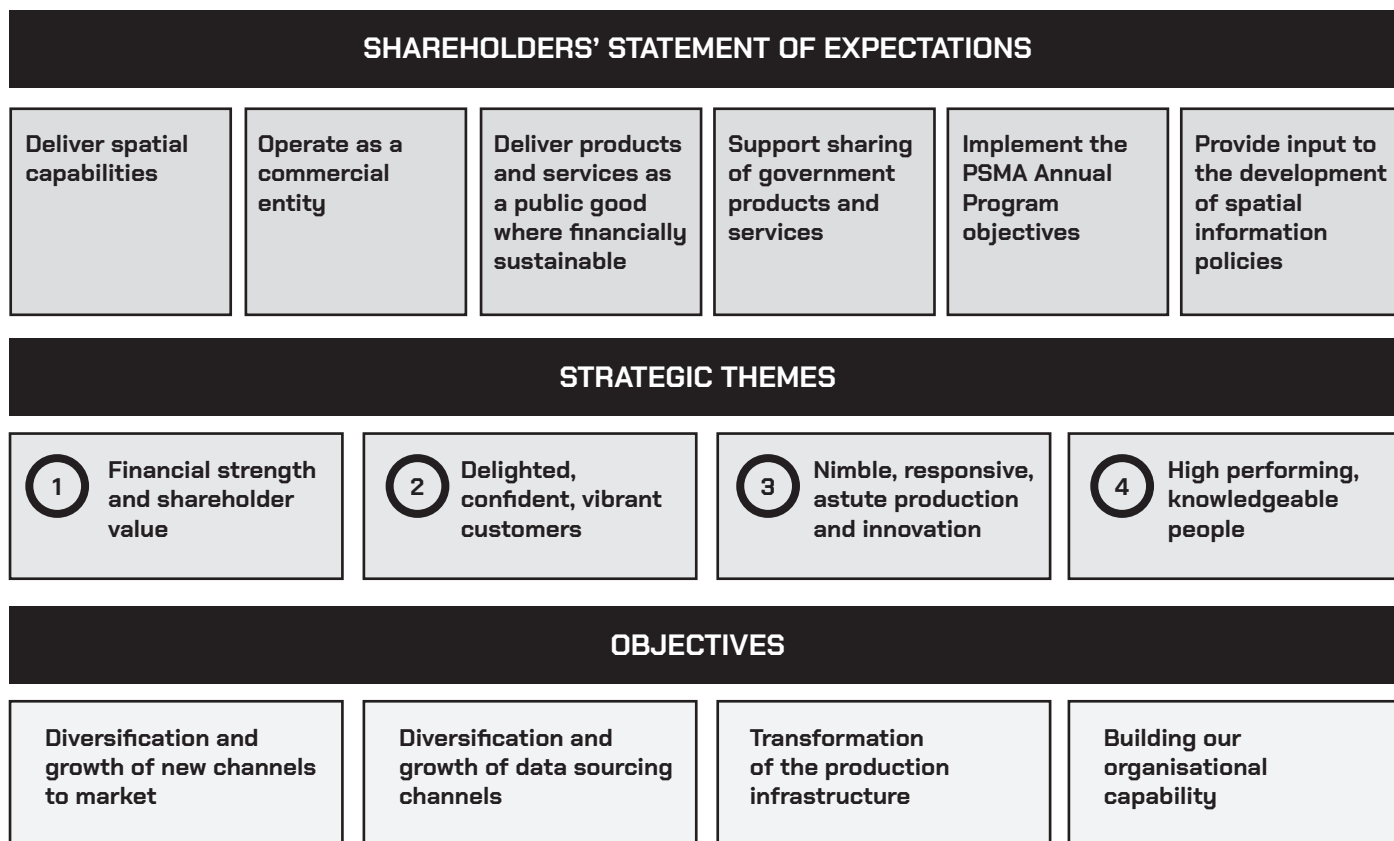 SHAREHOLDERS’ STATEMENT OF EXPECTATIONS
Deliver spatial
capabilities
Operate as a
commercial
entity
Deliver products
and services as
a public good
where financially
sustainable
Support sharing
of government
products and
services
Implement the
PSMA Annual
Program
objectives
Provide input to
the development
of spatial
information
policies
STRATEGIC THEMES
1
Financial strength
and shareholder
value
2
Delighted,
confident, vibrant
customers
3
Nimble, responsive,
astute production
and innovation
4
High performing,
knowledgeable
people
OBJECTIVES
Diversification and
growth of new channels
to market
Diversification and
growth of data sourcing
channels
Transformation
of the production
infrastructure
Building our
organisational
capability